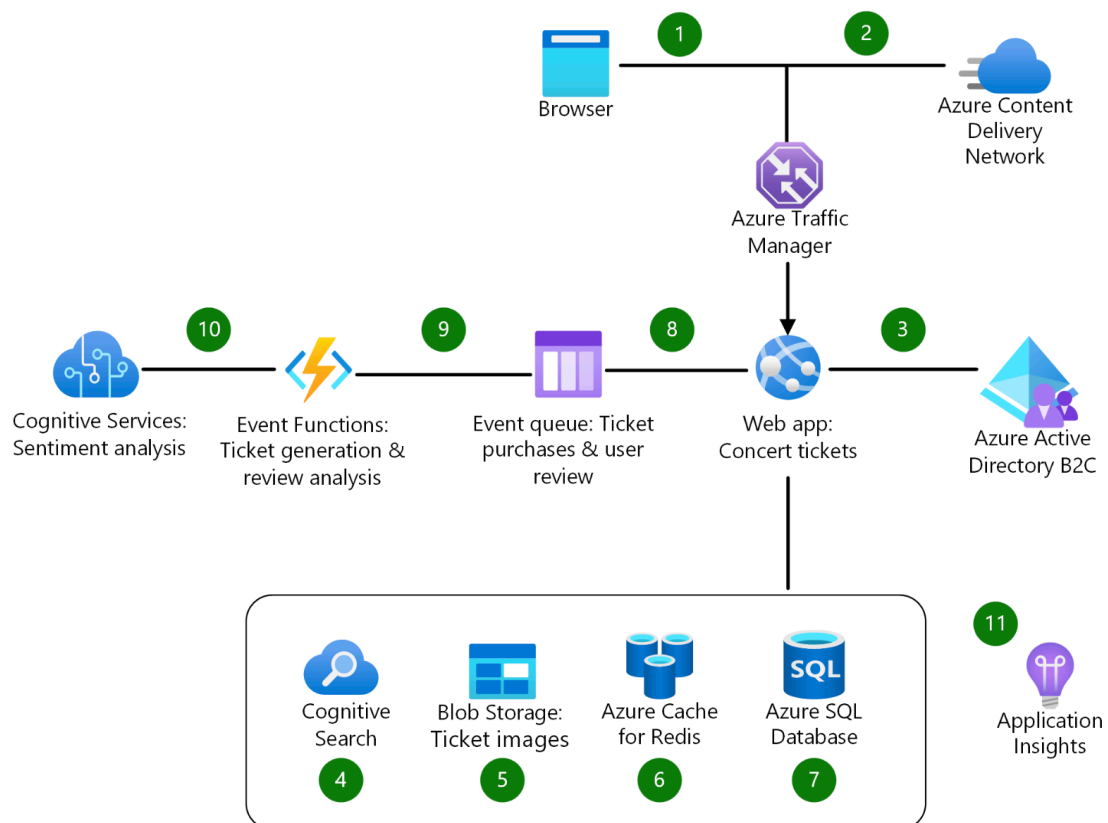 1
2
Browser
Azure Content
Delivery
Network
Azure Traffic
Manager
10
9
8
3
Cognitive Services:
Sentiment analysis
Event Functions:
Ticket generation &
review analysis
Event queue: Ticket
purchases & user
review
Web app:
Concert tickets
Azure Active
Directory B2C
Cognitive
Search
4
Blob Storage:
Ticket images
5
Azure Cache
for Redis
6
SQL
Azure SQL
Database
7
11
Application
Insights